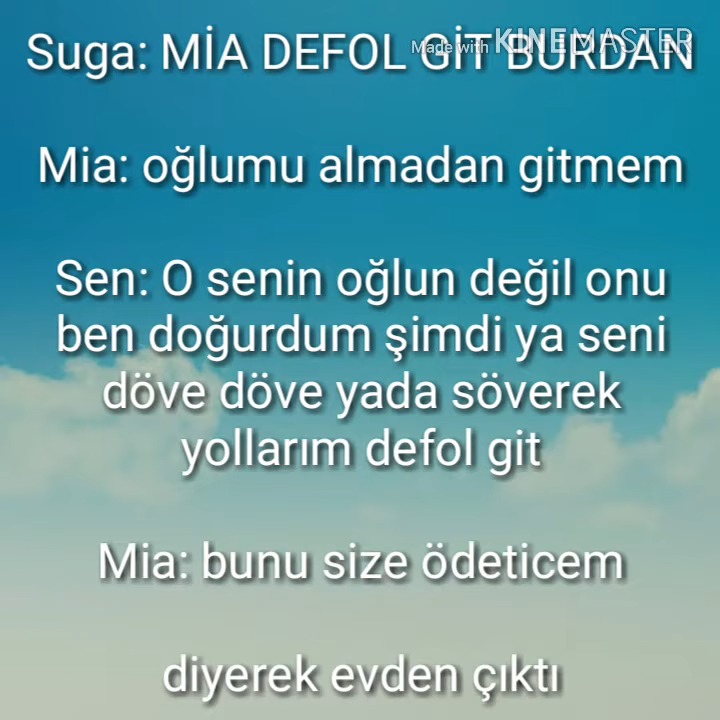 Suga: MİA DEFOL GİT BURDAN
Made with KINEMASTER
Mia: oğlumu almadan gitmem
Sen: O senin oğlun değil onu
ben doğurdum şimdi ya seni
döve döve yada söverek
yollarım defol git
Mia: bunu size ödeticem
diyerek evden çıktı